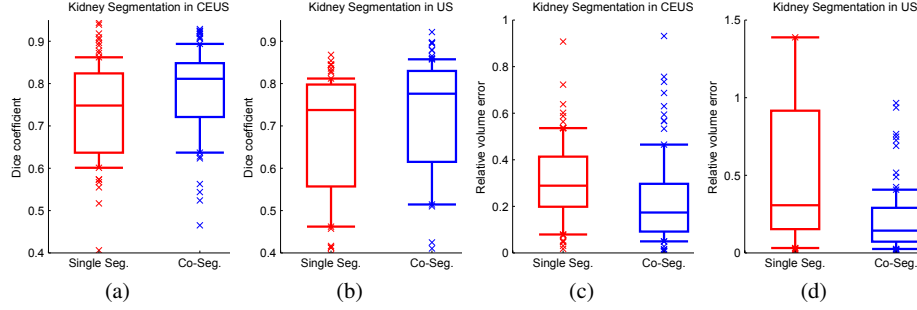 Kidney Segmentation in CEUS
Dice coefficient
0.9
0.8
0.7
0.6
0.5
0.4
Single Seg.
Co-Seg.
(a)
Kidney Segmentation in US
Dice coefficient
0.9
0.8
0.7
0.6
0.5
0.4
Single Seg.
Co-Seg.
(b)
Kidney Segmentation in CEUS
Relative volume error
1
0.8
0.6
0.4
0.2
0
Single Seg.
Co-Seg.
(c)
Kidney Segmentation in US
Relative volume error
1.5
1
0.5
0
Single Seg.
Co-Seg.
(d)